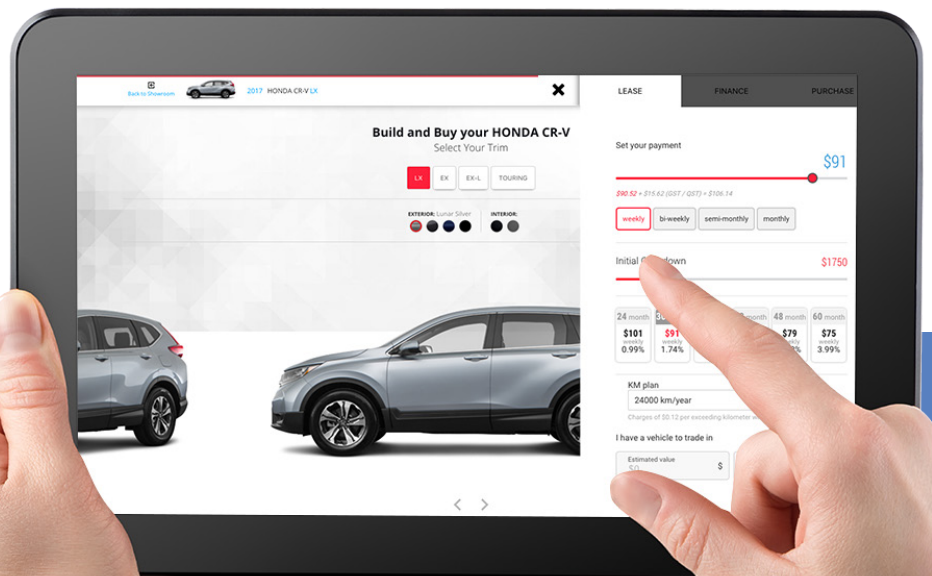 Back to Showroom
2017 HONDA CR-V LX
Build and Buy your HONDA CR-V
Select Your Trim
LX EX EX-L TOURING
EXTERIOR: Lunar Silver INTERIOR:
LEASE FINANCE PURCHASE
Set your payment
$91
$90.52 + $15.62 (GST / QST) = $106.14
weekly bi-weekly semi-monthly monthly
Initial down
$1750
24 month month 48 month 60 month
$101 $91 $79 $75
weekly weekly weekly
0.99% 1.74% 3.99%
KM plan
24000 km/year
Charges of $0.12 per exceeding kilometer
I have a vehicle to trade in
Estimated value
$0 $